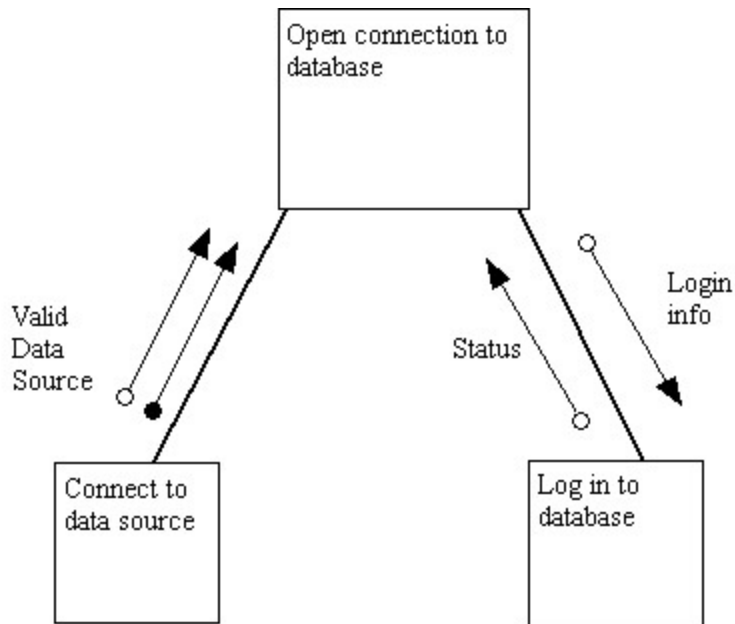 Open connection to
database
Valid
Data
Source
Status
Login
info
Connect to
data source
Log in to
database